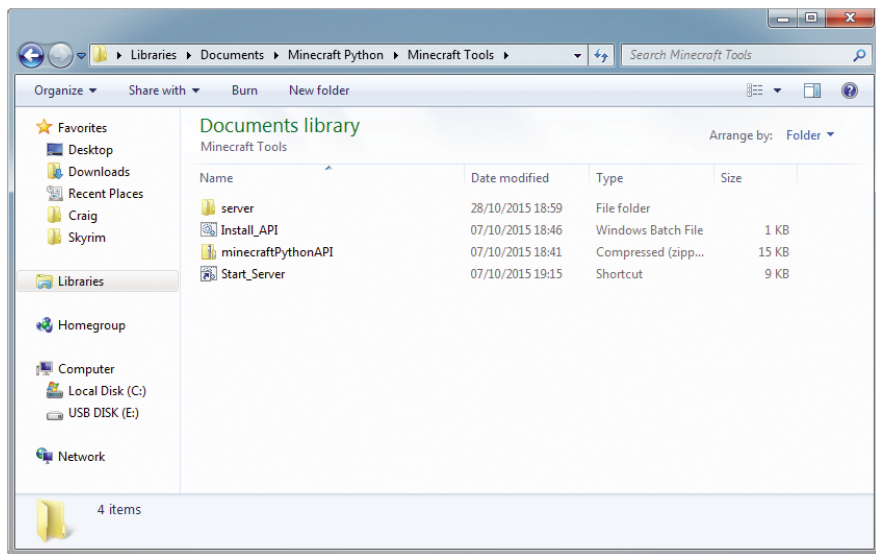 Libraries Documents Minecraft Python Minecraft Tools Search Minecraft Tools
Organize Share with Burn New folder
Favorites
Desktop
Downloads
Recent Places
Craig
Skyrim
Libraries
Homegroup
Computer
Local Disk (C:)
USB DISK (E:)
Network
Documents library
Minecraft Tools
Arrange by: Folder
Name Date modified Type Size
server 28/10/2015 18:59 File folder
Install_API 07/10/2015 18:46 Windows Batch File 1 KB
minecraftPythonAPI 07/10/2015 18:41 Compressed (zipp... 15 KB
Start_Server 07/10/2015 19:15 Shortcut 9 KB
4 items